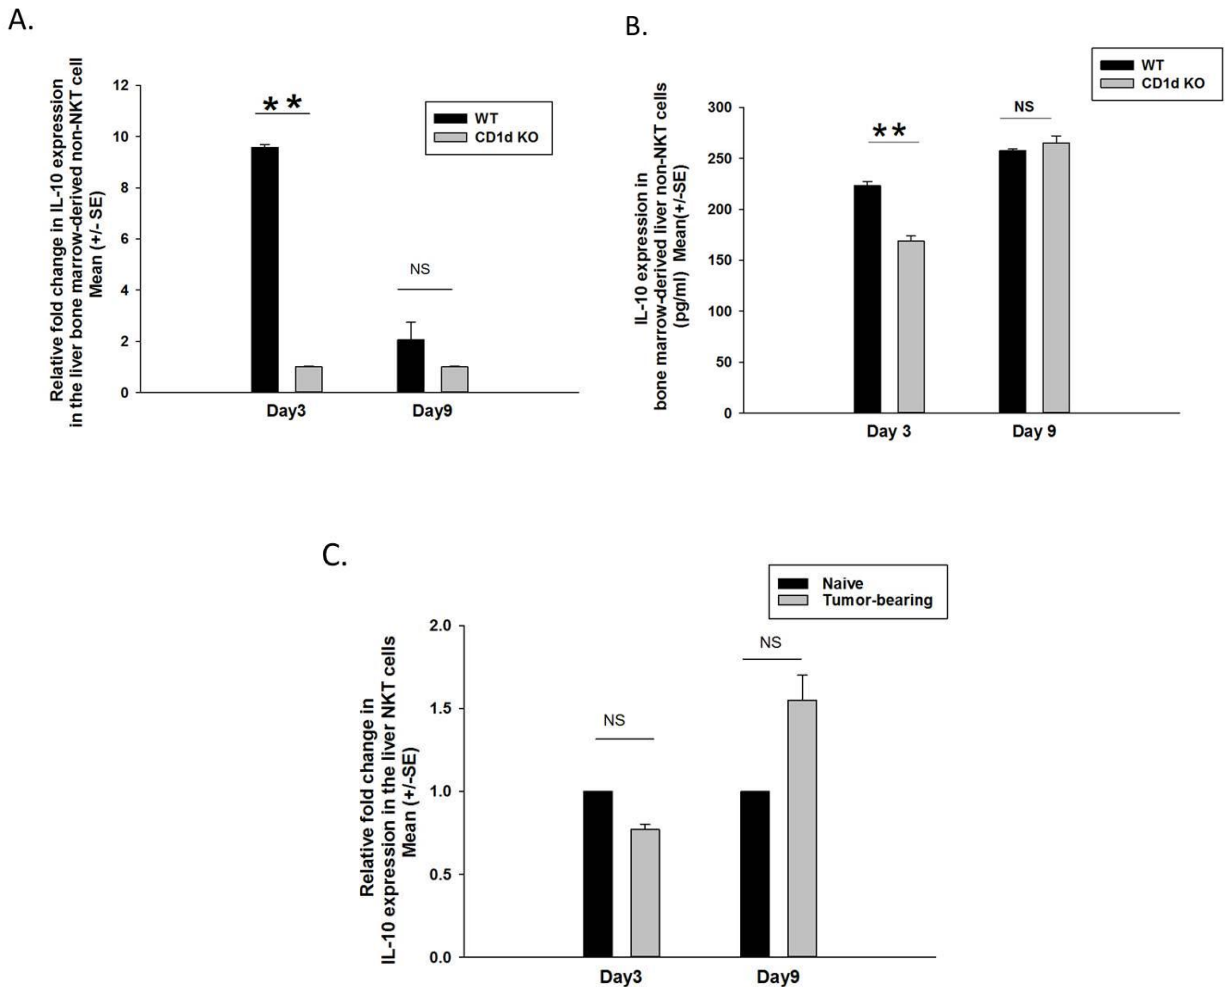 A.
Relative fold change in IL-10 expression
in the liver bone marrow-derived non-NKT cell
Mean (+/- SE)
12
10
8
6
4
2
0
**
NS
WT
CD1d KO
Day3
Day9
B.
IL-10 expression in
bone marrow-derived liver non-NKT cells
(pg/ml) Mean(+/-SE)
300
250
200
150
100
50
0
**
NS
WT
CD1d KO
Day 3
Day 9
C.
Relative fold change in
IL-10 expression in the liver NKT cells
Mean (+/-SE)
2.0
1.5
1.0
0.5
0.0
NS
NS
Naive
Tumor-bearing
Day3
Day9